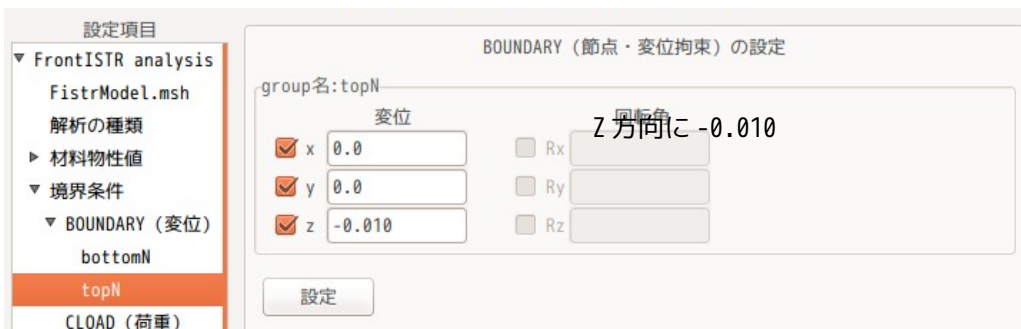 設定項目
▼ FrontISTR analysis
FistrModel.msh
解析の種類
▶ 材料物性値
▼ 境界条件
▼ BOUNDARY (変位)
bottomN
topN
CLOAD (荷重)
BOUNDARY (節点・変位拘束) の設定
group名:topN
変位
回転角
Z 方向に -0.010
x 0.0
Rx
y 0.0
Ry
z -0.010
Rz
設定